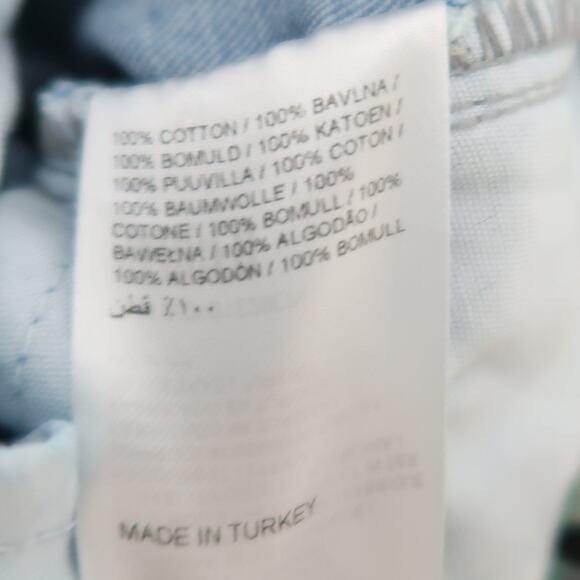 100% COTTON / 100% BAVLNA /
100% BOMULD / 100% KATOEN /
100% PUUVILLA / 100% COTON /
100% BAUMWOLLE / 100%
COTONE / 100% BOMULL / 100%
BAWEŁNA / 100% ALGODÃO /
100% ALGODÓN / 100% BOMULL
١٠٠٪ قطن
MADE IN TURKEY